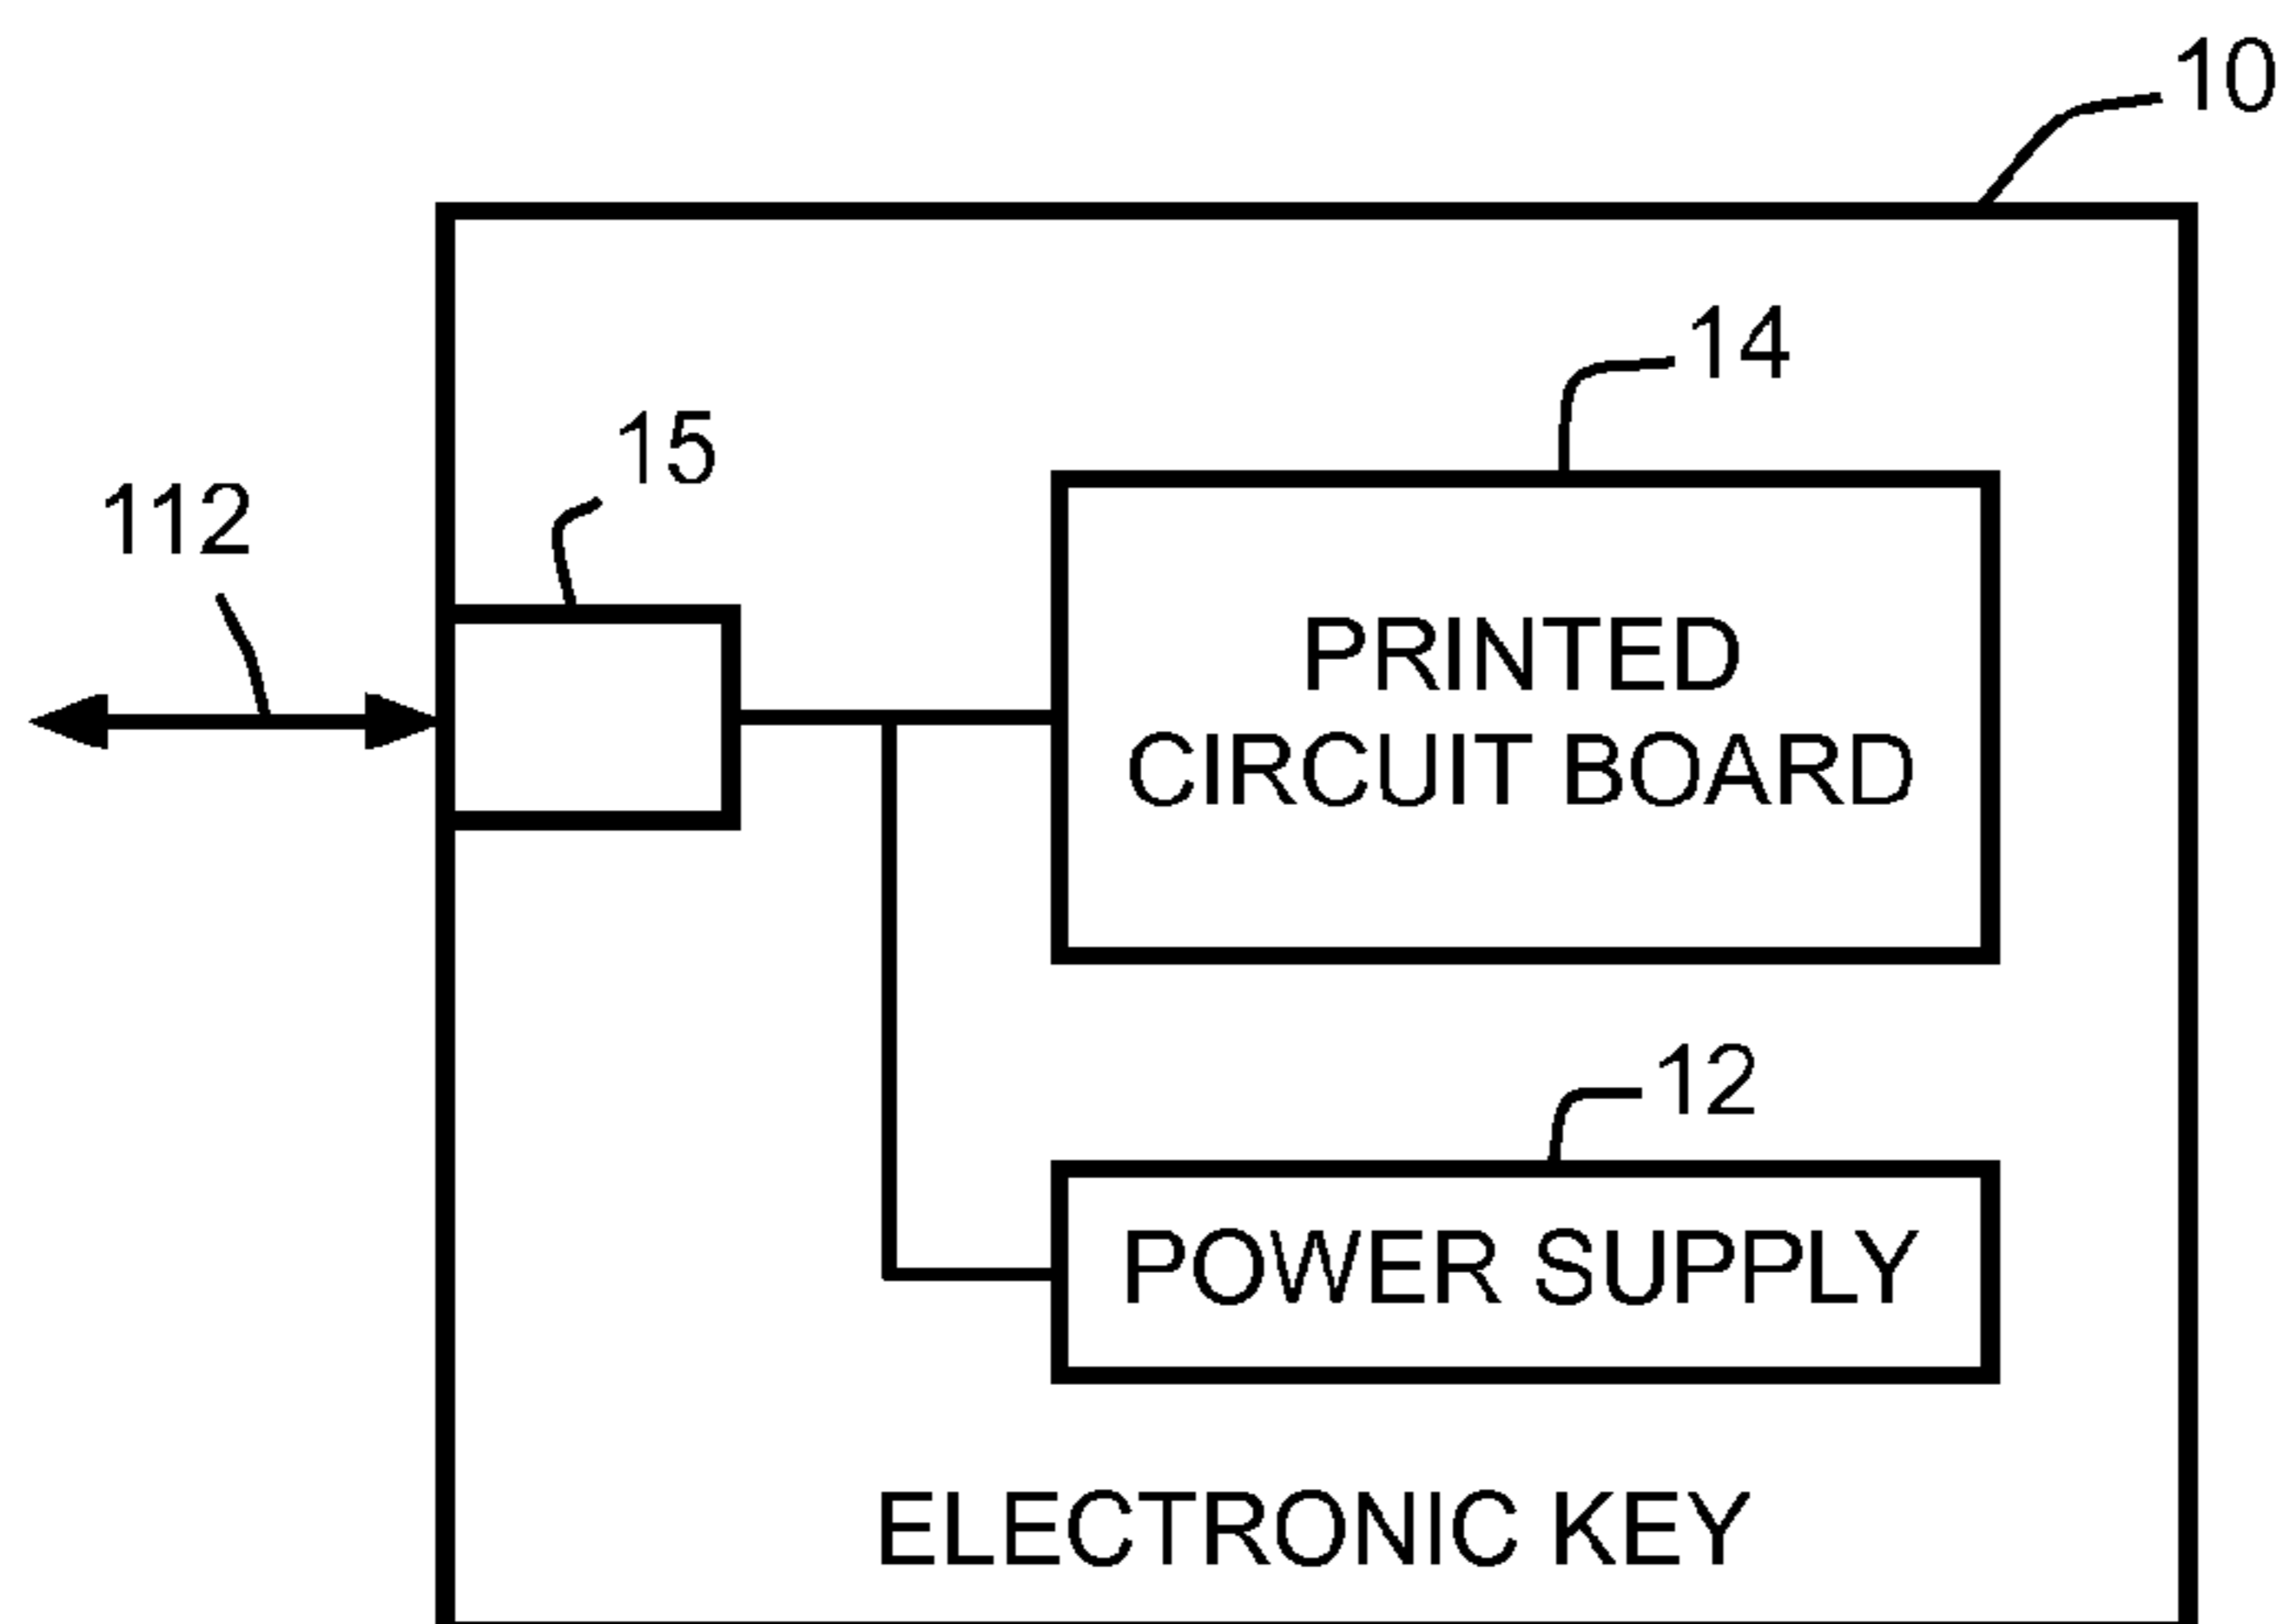 10
14
15
112
PRINTED
CIRCUIT BOARD
12
POWER SUPPLY
ELECTRONIC KEY